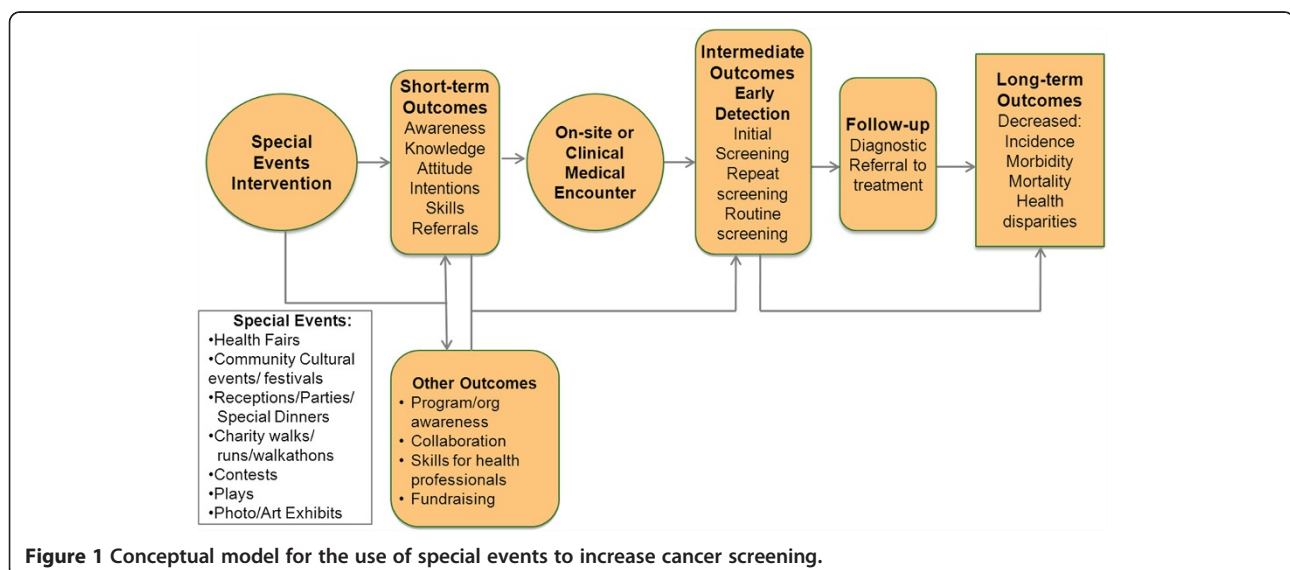 Special
Events
Intervention
Short-term
Outcomes
Awareness
Knowledge
Attitude
Intentions
Skills
Referrals
On-site or
Clinical
Medical
Encounter
Intermediate
Outcomes
Early
Detection
Initial
Screening
Repeat
screening
Routine
screening
Follow-up
Diagnostic
Referral to
treatment
Long-term
Outcomes
Decreased:
Incidence
Morbidity
Mortality
Health
disparities
Special Events:
•Health Fairs
•Community Cultural
events/ festivals
•Receptions/Parties/
Special Dinners
•Charity walks/
runs/walkathons
•Contests
•Plays
•Photo/Art Exhibits
Other Outcomes
• Program/org
awareness
• Collaboration
• Skills for health
professionals
• Fundraising
Figure 1 Conceptual model for the use of special events to increase cancer screening.